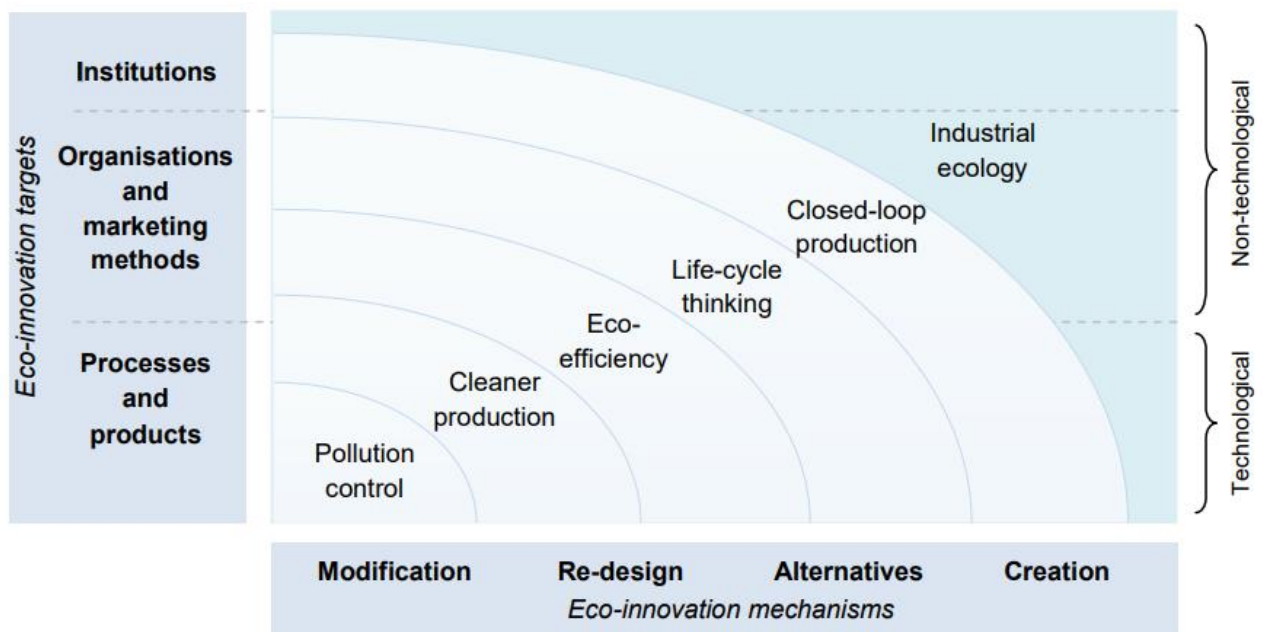 Eco-innovation targets
Institutions
Organisations
and
marketing
methods
Processes
and
products
Industrial
ecology
Closed-loop
production
Life-cycle
thinking
Eco-
efficiency
Cleaner
production
Pollution
control
Non-technological
Technological
Modification Re-design Alternatives Creation
Eco-innovation mechanisms